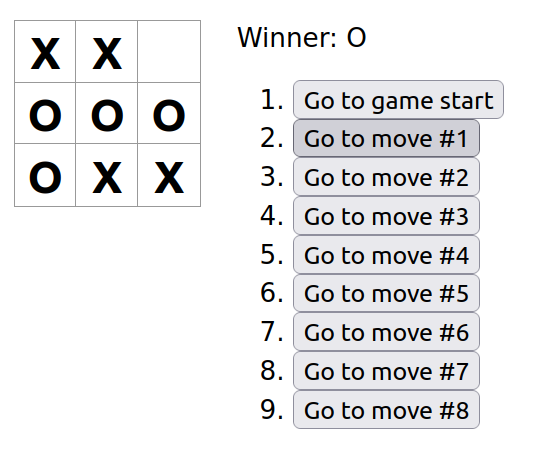 X X
O O O
O X X
Winner: O
1. Go to game start
2. Go to move #1
3. Go to move #2
4. Go to move #3
5. Go to move #4
6. Go to move #5
7. Go to move #6
8. Go to move #7
9. Go to move #8